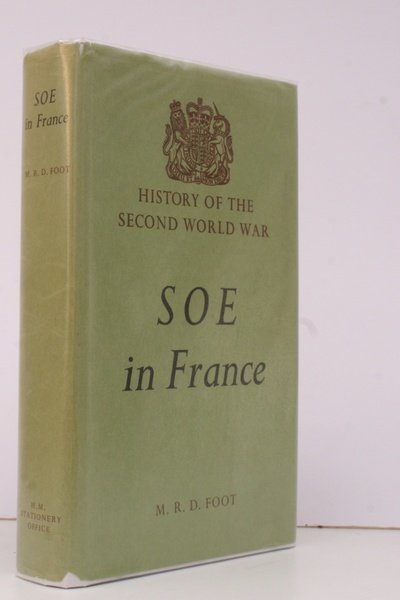 SOE
in France
M. R. D. FOOT
H.M.
STATIONERY
OFFICE
HISTORY OF THE
SECOND WORLD WAR
SOE
in France
M. R. D. FOOT